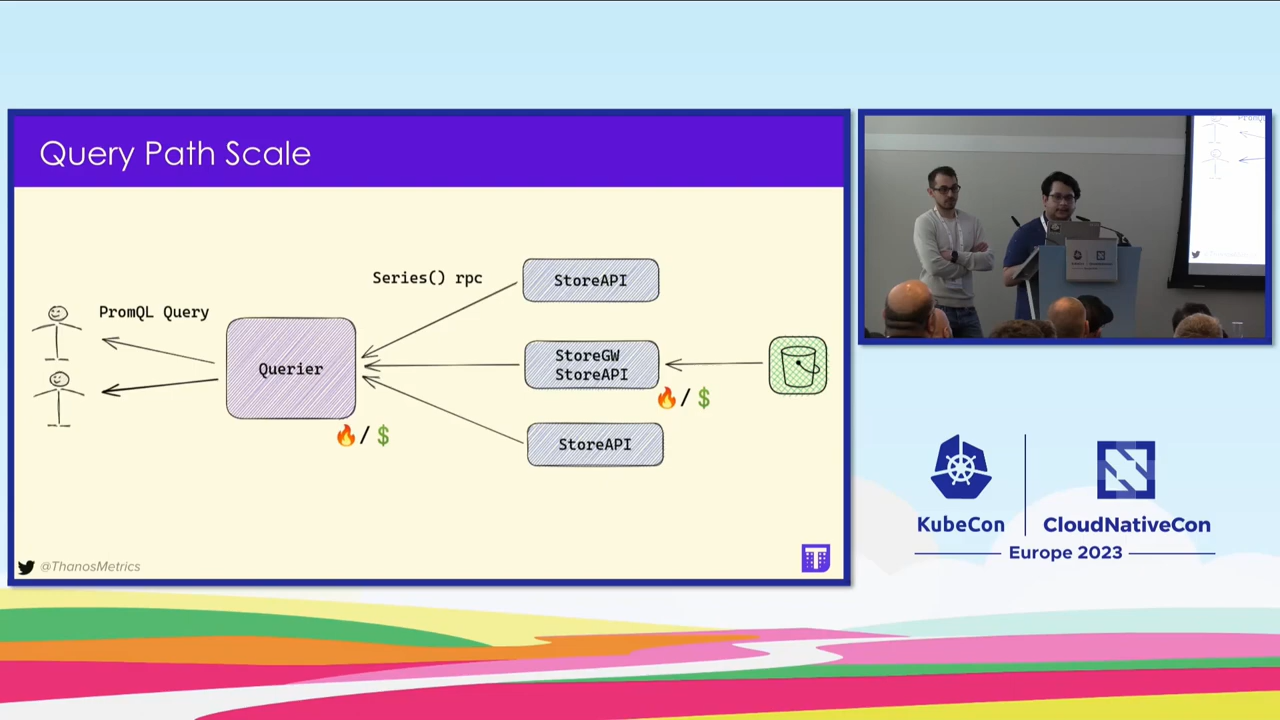 Query Path Scale
Series() rpc
StoreAPI
PromQL Query
Querier
StoreGW
StoreAPI
🔥/ $
🔥/ $
StoreAPI
@ThanosMetrics
KubeCon
CloudNativeCon
Europe 2023